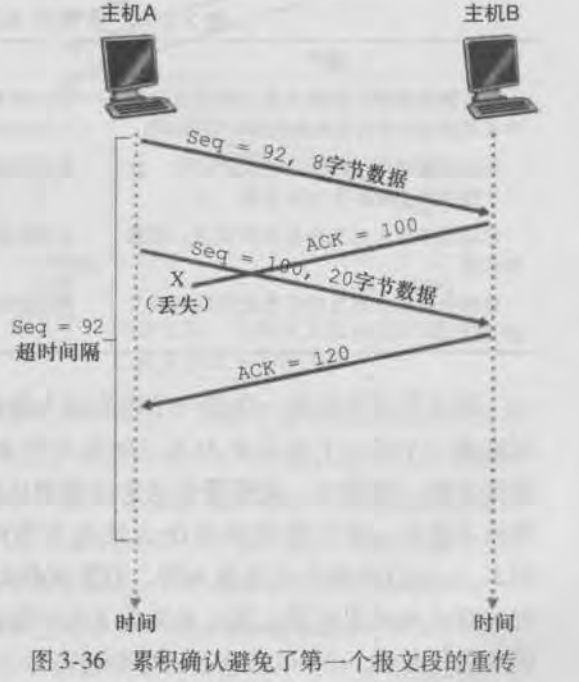 主机A
主机B
Seq = 92, 8字节数据
ACK = 100
Seq = 100, 20字节数据
X
(丢失)
Seq = 92
超时间隔
ACK = 120
时间
时间
图 3-36 累积确认避免了第一个报文段的重传